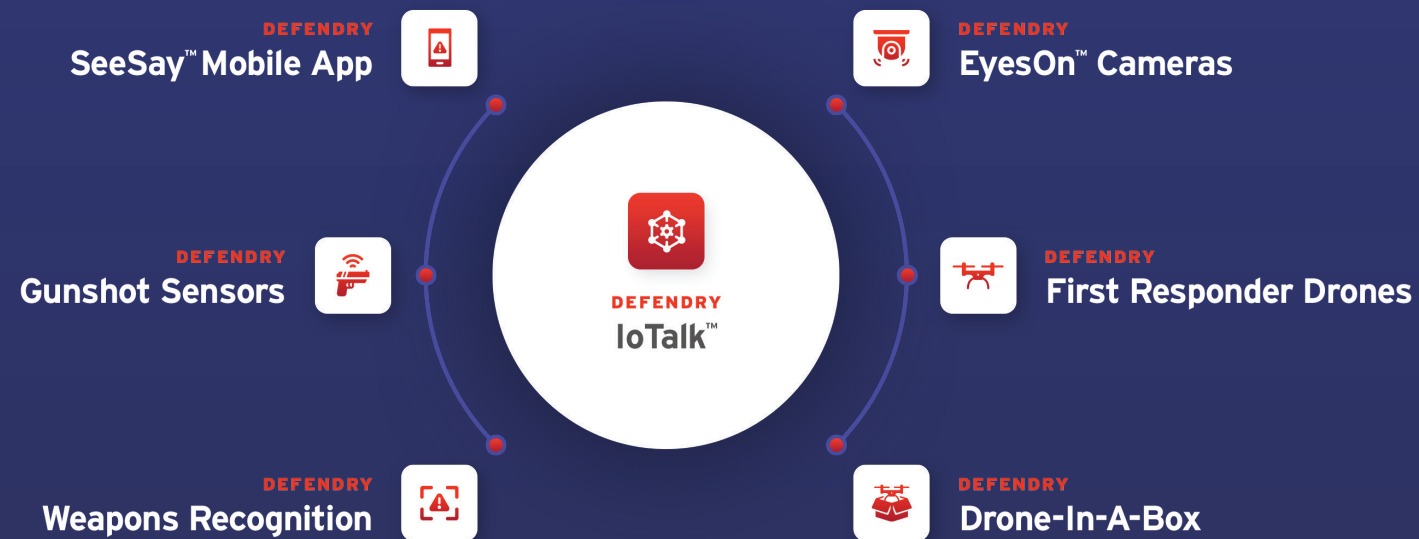 DEFENDRY
SeeSay™ Mobile App
DEFENDRY
EyesOn™ Cameras
DEFENDRY
Gunshot Sensors
DEFENDRY
IoTalk™
DEFENDRY
First Responder Drones
DEFENDRY
Weapons Recognition
DEFENDRY
Drone-In-A-Box